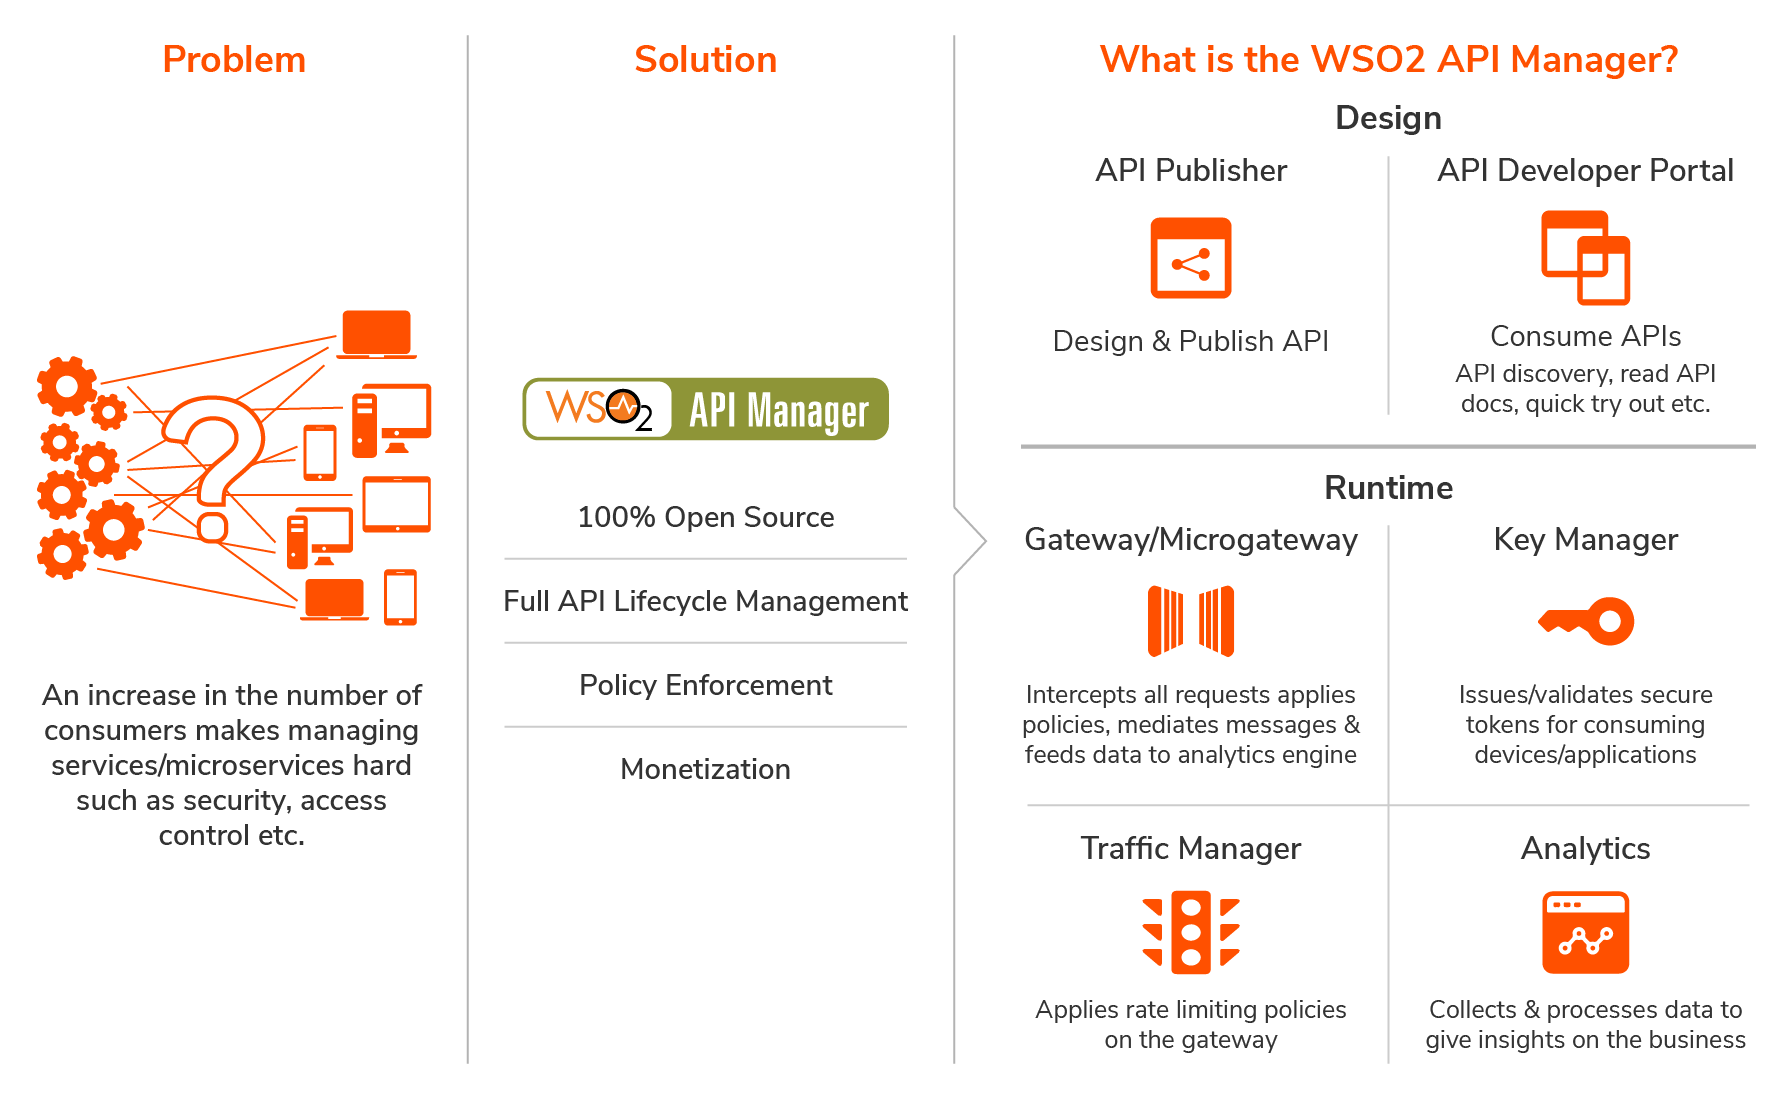 Problem
An increase in the number of
consumers makes managing
services/microservices hard
such as security, access
control etc.
Solution
WSO2 API Manager
100% Open Source
Full API Lifecycle Management
Policy Enforcement
Monetization
What is the WSO2 API Manager?
Design
API Publisher
Design & Publish API
API Developer Portal
Consume APIs
API discovery, read API
docs, quick try out etc.
Runtime
Gateway/Microgateway
Intercepts all requests applies
policies, mediates messages &
feeds data to analytics engine
Key Manager
Issues/validates secure
tokens for consuming
devices/applications
Traffic Manager
Applies rate limiting policies
on the gateway
Analytics
Collects & processes data to
give insights on the business